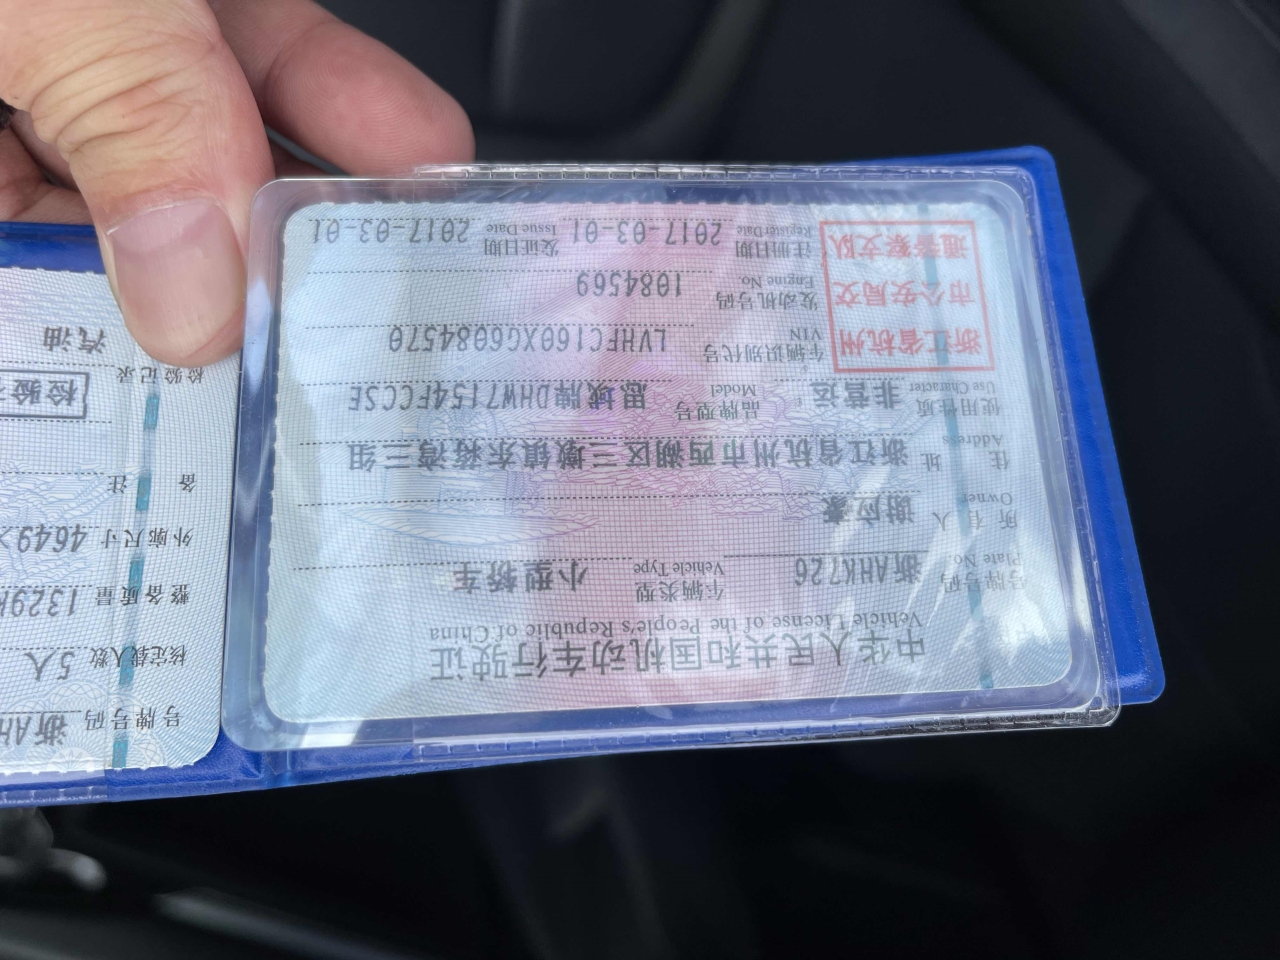 中华人民共和国机动车行驶证
Vehicle License of the People's Republic of China
号牌号码 Plate No. 浙AHK726 车辆类型 Vehicle Type 小型轿车
所有人 Owner 谢应
住址 Address 浙江省杭州市西湖区三墩镇东蒋湾三组
使用性质 Use Character 非营运 品牌型号 Model 思域牌DHW7154FCCSE
车辆识别代号 VIN LVHFC160XG6084570
发动机号码 Engine No. 1084569
注册日期 Register Date 2017-03-01 发证日期 Issue Date 2017-03-01
浙江省杭州
市公安局交
通警察支队
号牌号码 浙AH
核定载人数 5人
整备质量 1329k
外廓尺寸 4649×
备注
检验记录 检验
汽油